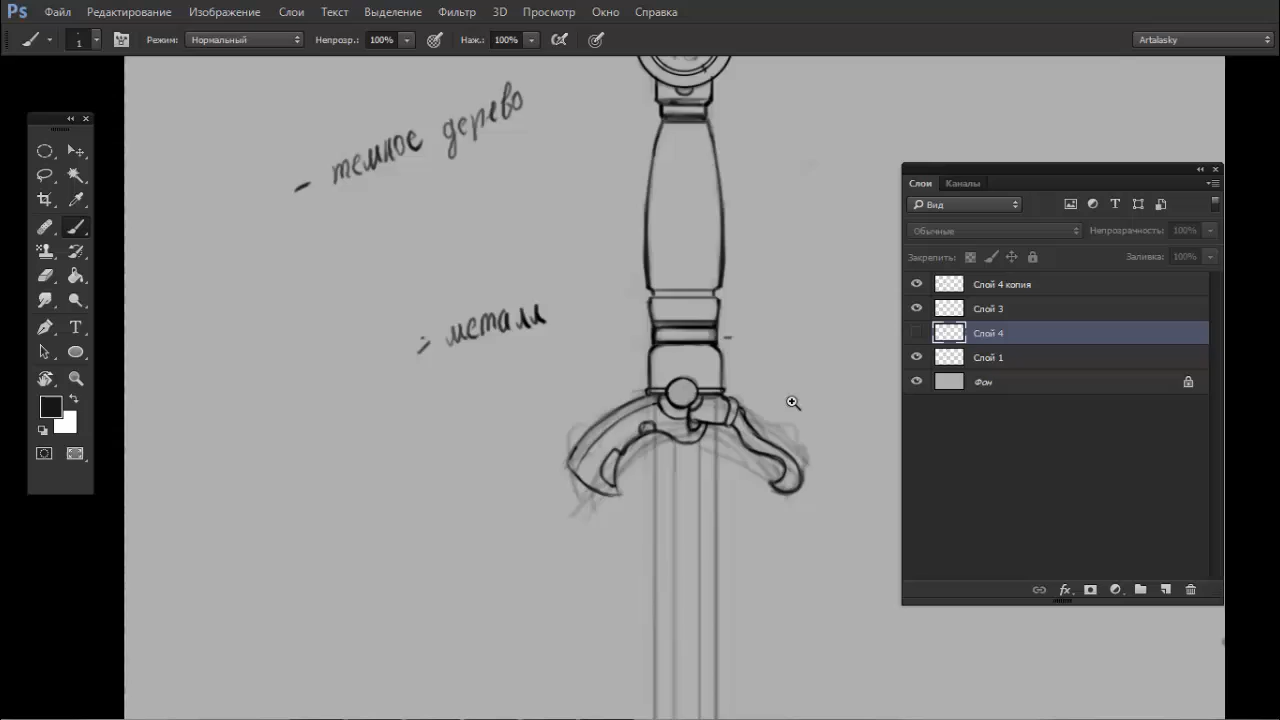 Ps Файл Редактирование Изображение Слои Текст Выделение Фильтр 3D Просмотр Окно Справка
1 Режим: Нормальный Непрозр.: 100% Наж.: 100% Artalasky
- темное дерево
- металл
Слои Каналы
Вид
Обычные Непрозрачность: 100%
Закрепить: Заливка: 100%
Слой 4 копия
Слой 3
Слой 4
Слой 1
Фон
fx